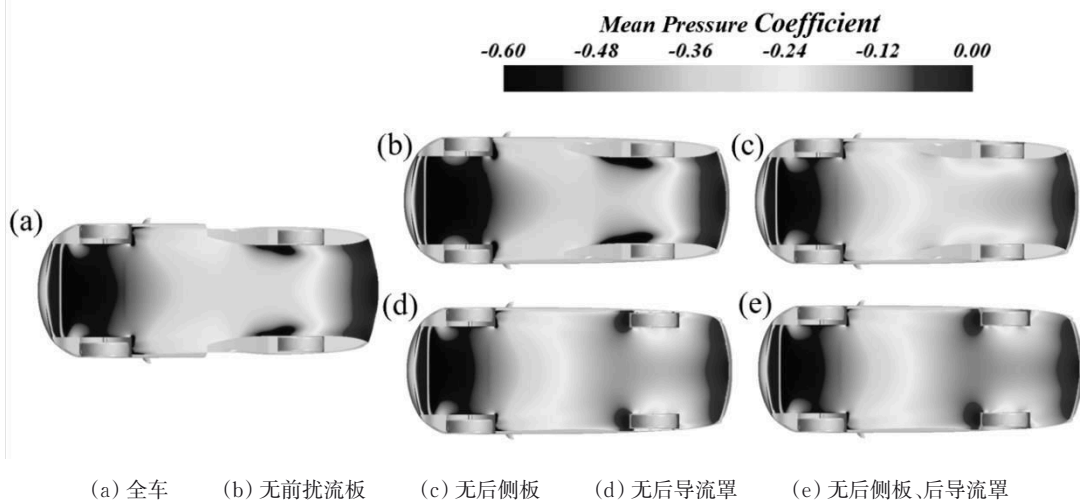 Mean Pressure Coefficient
-0.60 -0.48 -0.36 -0.24 -0.12 0.00
(b) (c)
(a)
(d) (e)
(a) 全车 (b) 无前扰流板 (c) 无后侧板 (d) 无后导流罩 (e) 无后侧板、后导流罩